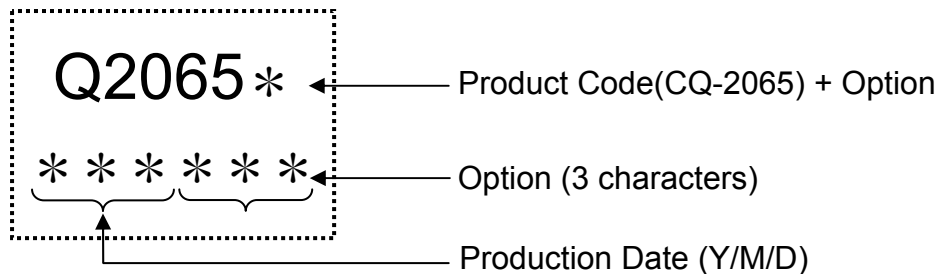 Q2065* Product Code(CQ-2065) + Option
* * * * * * Option (3 characters)
Production Date (Y/M/D)